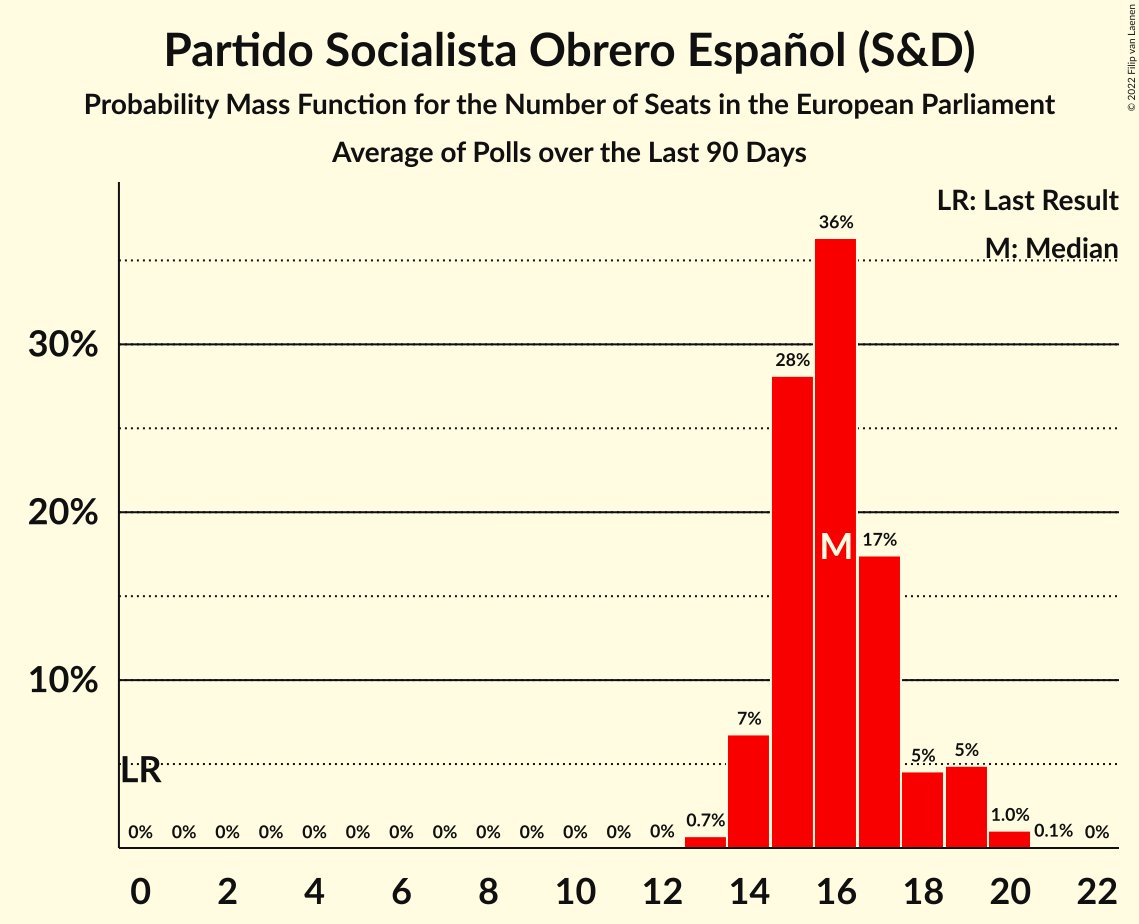 Partido Socialista Obrero Español (S&D)
Probability Mass Function for the Number of Seats in the European Parliament
Average of Polls over the Last 90 Days
© 2022 Filip van Laenen
LR: Last Result
M: Median
36%
30%
28%
20%
M
17%
10%
7%
5%
5%
LR
0% 0% 0% 0% 0% 0% 0% 0% 0% 0% 0% 0% 0% 0.7% 1.0% 0.1% 0%
0 2 4 6 8 10 12 14 16 18 20 22